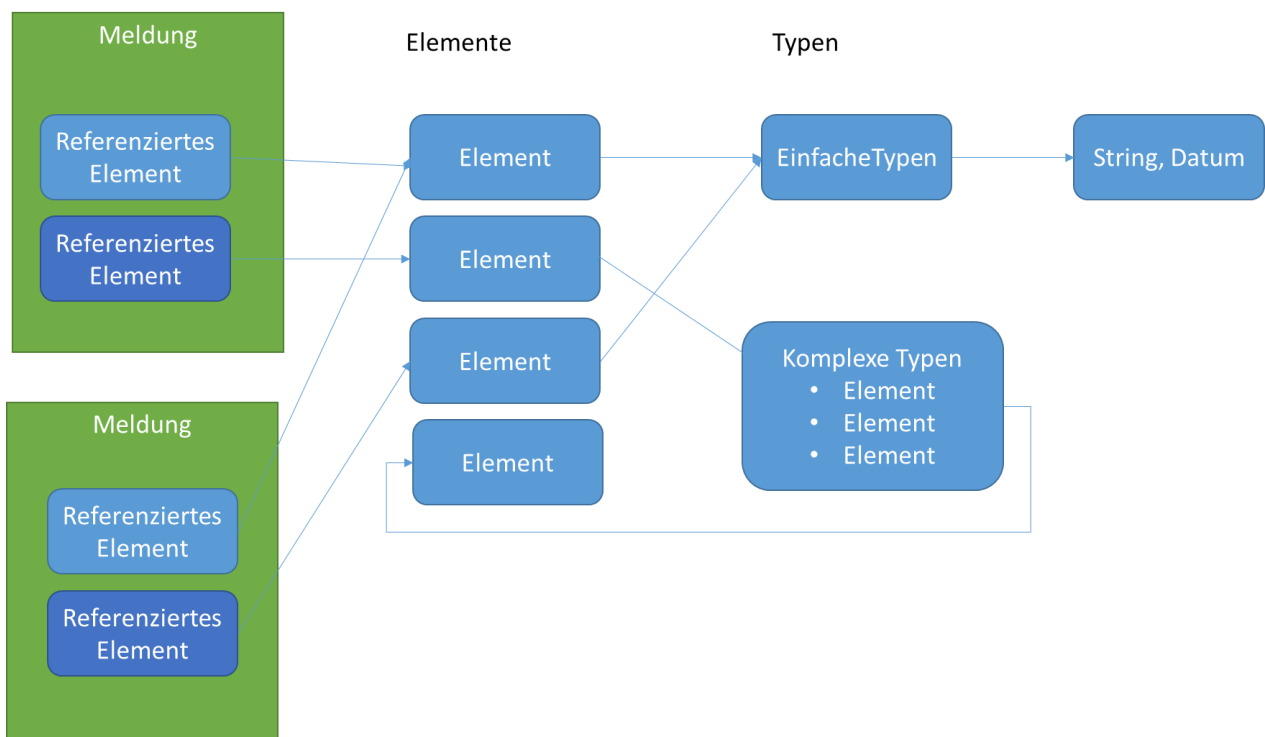 Meldung
Referenziertes
Element
Referenziertes
Element
Meldung
Referenziertes
Element
Referenziertes
Element
Elemente
Element
Element
Element
Element
Typen
EinfacheTypen
Komplexe Typen
• Element
• Element
• Element
String, Datum